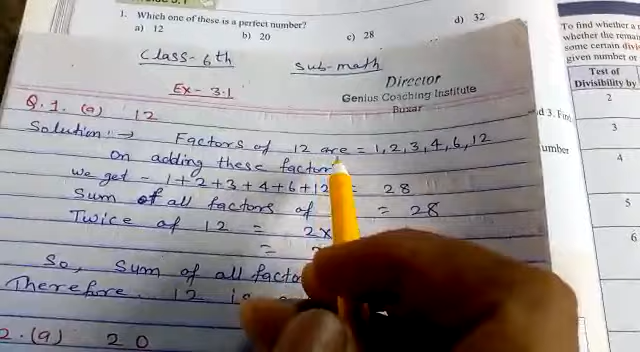 1. Which one of these is a perfect number?
a) 12 b) 20 c) 28 d) 32
To find whether a
whether the remai
some certain divi
given number or
Test of
Divisibility by
2
3
4
5
6
d 3. Find
umber
Class - 6th Sub - math
Director
Genius Coaching Institute
Buxar
Ex - 3.1
Q.1. (a) 12
Solution:→ Factors of 12 are = 1, 2, 3, 4, 6, 12
On adding these factor
we get - 1+2+3+4+6+12 = 28
Sum of all factors of = 28
Twice of 12 = 2x
=
So, Sum of all facto
Therefore. 12 is
2. (a) 20